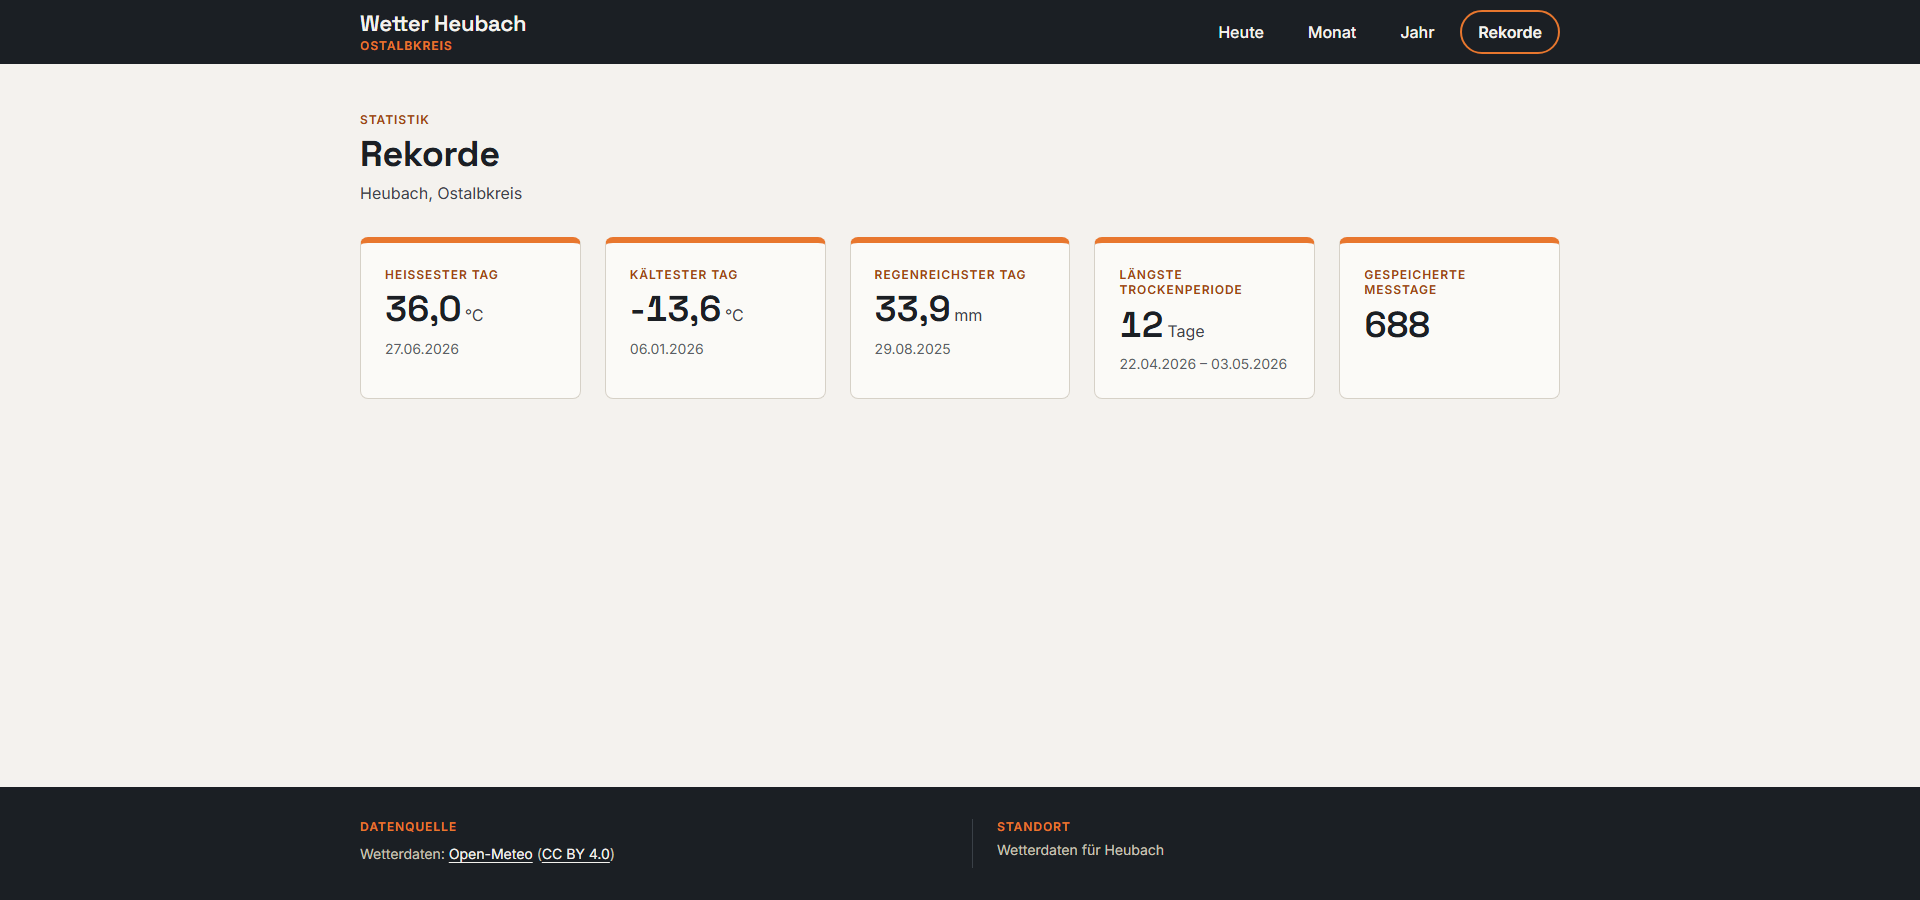 Wetter Heubach
OSTALBKREIS
Heute
Monat
Jahr
Rekorde
STATISTIK
Rekorde
Heubach, Ostalbkreis
HEISSESTER TAG
36,0 °C
27.06.2026
KÄLTESTER TAG
-13,6 °C
06.01.2026
REGENREICHSTER TAG
33,9 mm
29.08.2025
LÄNGSTE
TROCKENPERIODE
12 Tage
22.04.2026 – 03.05.2026
GESPEICHERTE
MESSTAGE
688
DATENQUELLE
Wetterdaten: Open-Meteo (CC BY 4.0)
STANDORT
Wetterdaten für Heubach